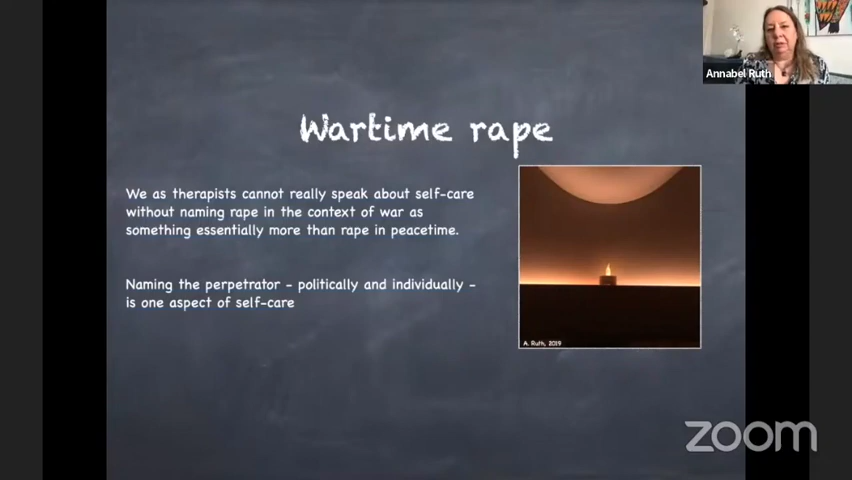 Annabel Ruth
Wartime rape
We as therapists cannot really speak about self-care
without naming rape in the context of war as
something essentially more than rape in peacetime.
Naming the perpetrator - politically and individually -
is one aspect of self-care
A. Ruth, 2019
zoom